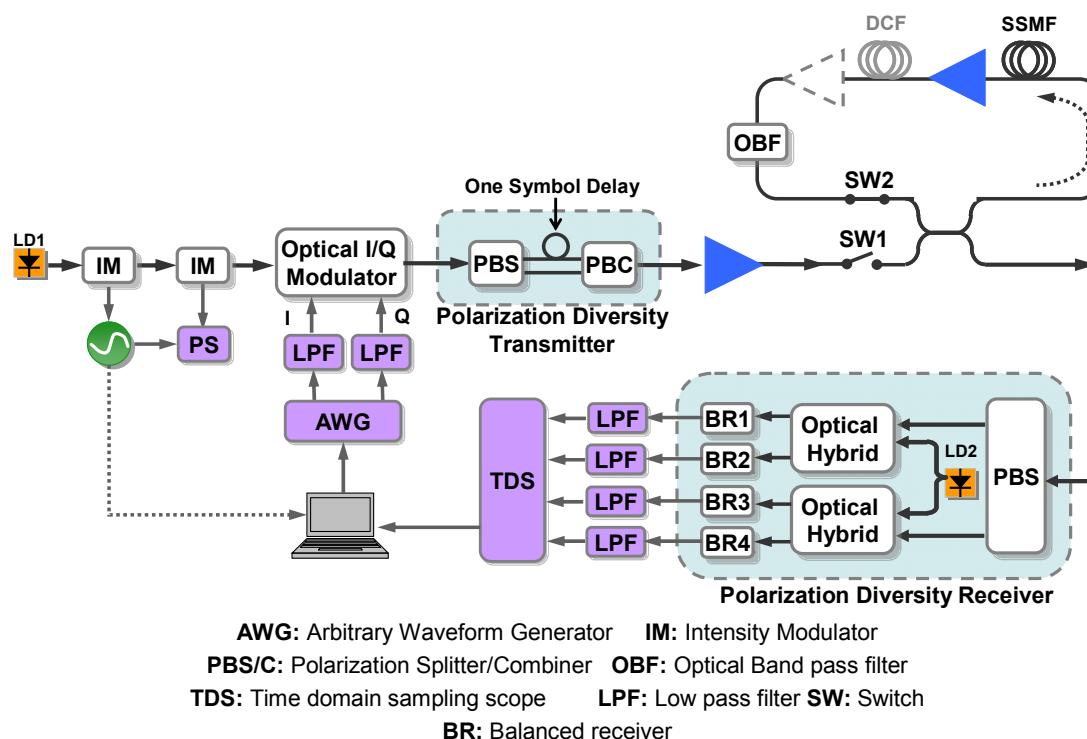 DCF
SSMF
OBF
SW2
SW1
One Symbol Delay
LD1
IM
IM
Optical I/Q
Modulator
PBS
PBC
Polarization Diversity
Transmitter
I
Q
PS
LPF
LPF
AWG
TDS
LPF
LPF
LPF
LPF
BR1
BR2
BR3
BR4
Optical
Hybrid
Optical
Hybrid
LD2
PBS
Polarization Diversity Receiver
AWG: Arbitrary Waveform Generator IM: Intensity Modulator
PBS/C: Polarization Splitter/Combiner OBF: Optical Band pass filter
TDS: Time domain sampling scope LPF: Low pass filter SW: Switch
BR: Balanced receiver